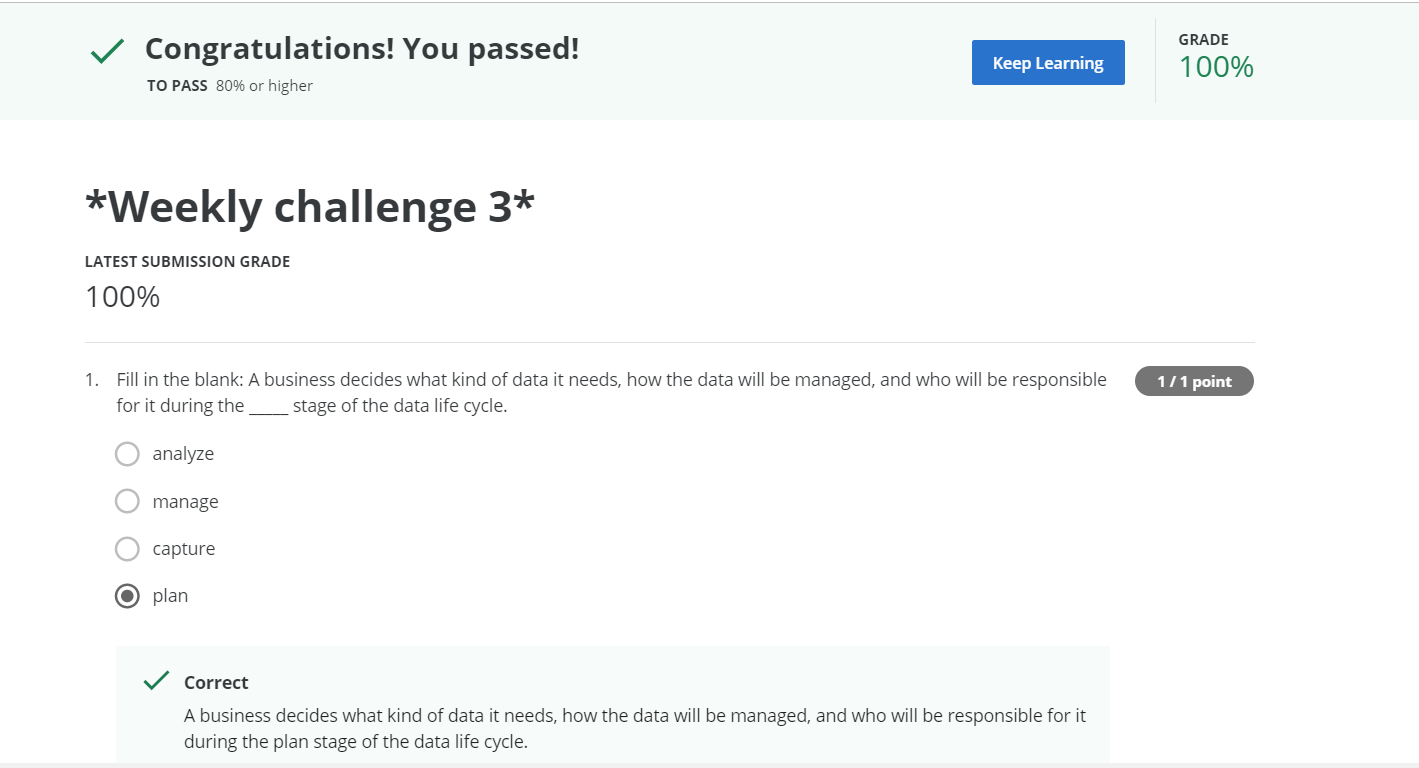 Congratulations! You passed!
TO PASS 80% or higher
Keep Learning
GRADE
100%
*Weekly challenge 3*
LATEST SUBMISSION GRADE
100%
1. Fill in the blank: A business decides what kind of data it needs, how the data will be managed, and who will be responsible
for it during the _____ stage of the data life cycle.
1 / 1 point
analyze
manage
capture
plan
Correct
A business decides what kind of data it needs, how the data will be managed, and who will be responsible for it
during the plan stage of the data life cycle.